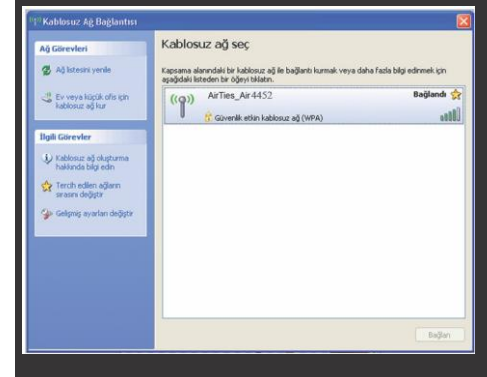 Kablosuz Ağ Bağlantısı
Ağ Görevleri
Ağ listesini yenile
Ev veya küçük ofis için
kablosuz ağ kur
İlgili Görevler
Kablosuz ağ oluşturma
hakkında bilgi edin
Tercih edilen ağların
sırasını değiştir
Gelişmiş ayarları değiştir
Kablosuz ağ seç
Kapsama alanındaki bir kablosuz ağ ile bağlantı kurmak veya daha fazla bilgi edinmek için
aşağıdaki listeden bir öğeyi tıklatın.
AirTies_Air4452
Bağlandı
Güvenlik etkin kablosuz ağ (WPA)
Bağlan